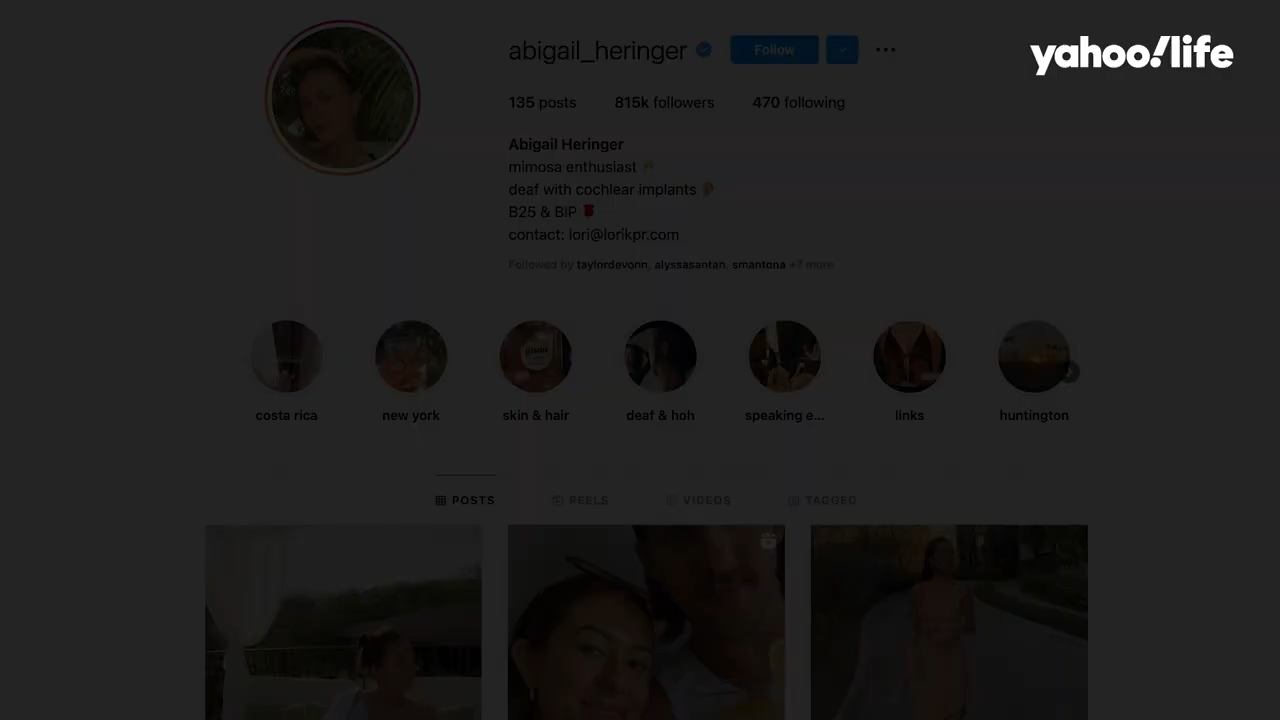 yahoo!life
abigail_heringer
Follow
135 posts 815k followers 470 following
Abigail Heringer
mimosa enthusiast
deaf with cochlear implants
B25 & BIP
contact: lori@lorikpr.com
Followed by taylordevonn, alyssasantan, smantona +7 more
costa rica
new york
skin & hair
deaf & hoh
speaking e...
links
huntington
POSTS
REELS
VIDEOS
TAGGED